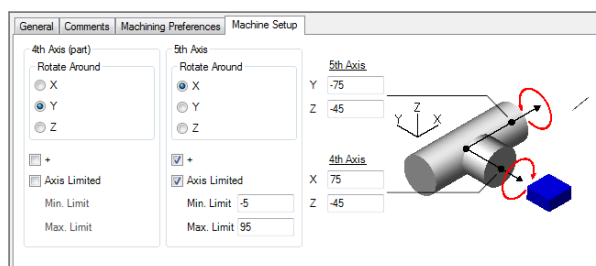 General Comments Machining Preferences Machine Setup
4th Axis (part)
Rotate Around
X
Y
Z
+
Axis Limited
Min. Limit
Max. Limit
5th Axis
Rotate Around
X
Y
Z
+
Axis Limited
Min. Limit -5
Max. Limit 95
5th Axis
Y -75
Z -45
4th Axis
X 75
Z -45
Z
Y X